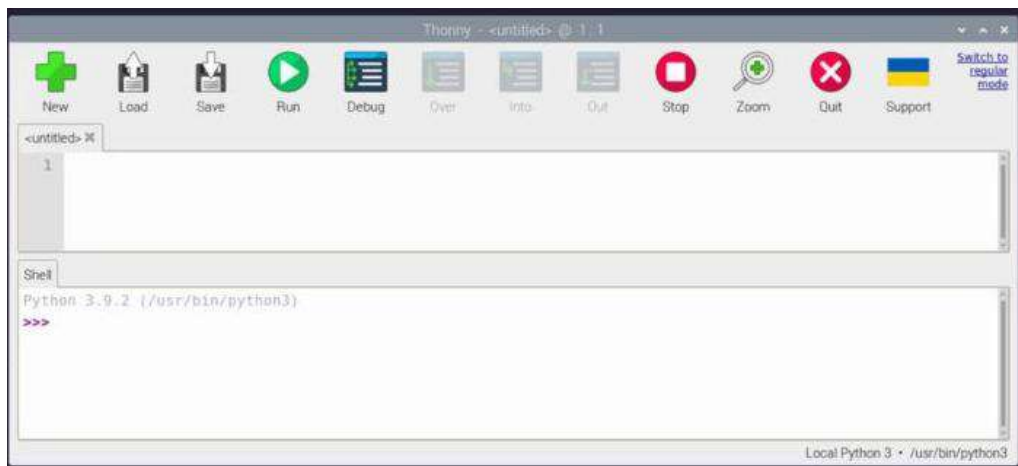 Thonny - <untitled> @ 1:1
New Load Save Run Debug Over Into Out Stop Zoom Quit Support
Switch to
regular
mode
<untitled>
1
Shell
Python 3.9.2 (/usr/bin/python3)
>>>
Local Python 3 • /usr/bin/python3